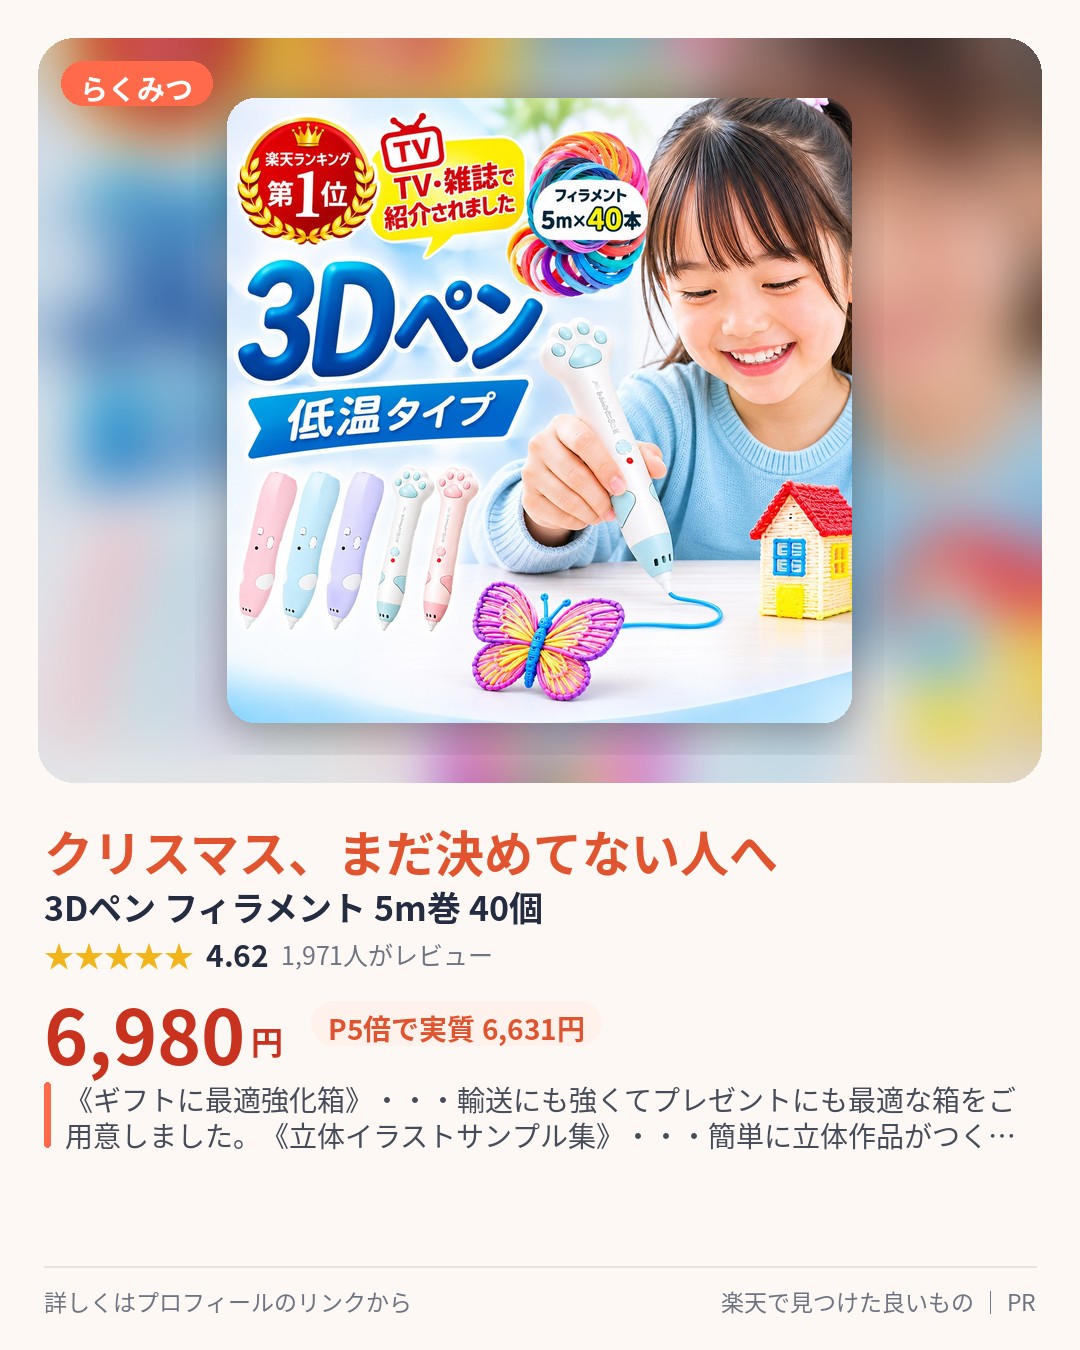 らくみつ
楽天ランキング
第1位
TV
TV・雑誌で
紹介されました
フィラメント
5m×40本
3Dペン
低温タイプ
クリスマス、まだ決めてない人へ
3Dペン フィラメント 5m巻 40個
★★★★★ 4.62 1,971人がレビュー
6,980円 P5倍で実質 6,631円
《ギフトに最適強化箱》・・・輸送にも強くてプレゼントにも最適な箱をご
用意しました。《立体イラストサンプル集》・・・簡単に立体作品がつく…
詳しくはプロフィールのリンクから
楽天で見つけた良いもの｜PR